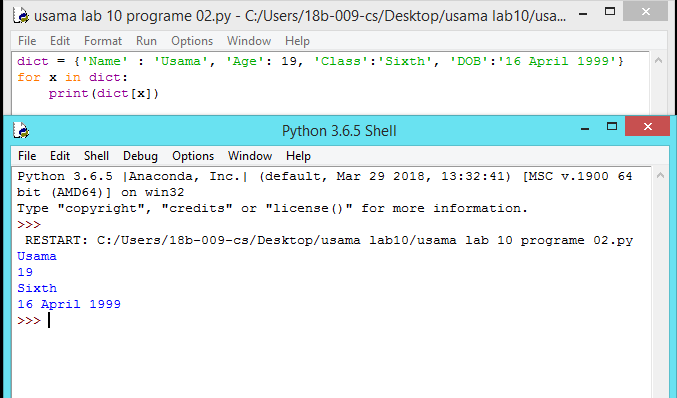 usama lab 10 programe 02.py - C:/Users/18b-009-cs/Desktop/usama lab10/usa...
File Edit Format Run Options Window Help
dict = {'Name' : 'Usama', 'Age': 19, 'Class':'Sixth', 'DOB':'16 April 1999'}
for x in dict:
    print(dict[x])
Python 3.6.5 Shell
File Edit Shell Debug Options Window Help
Python 3.6.5 |Anaconda, Inc.| (default, Mar 29 2018, 13:32:41) [MSC v.1900 64
bit (AMD64)] on win32
Type "copyright", "credits" or "license()" for more information.
>>>
 RESTART: C:/Users/18b-009-cs/Desktop/usama lab10/usama lab 10 programe 02.py
Usama
19
Sixth
16 April 1999
>>>